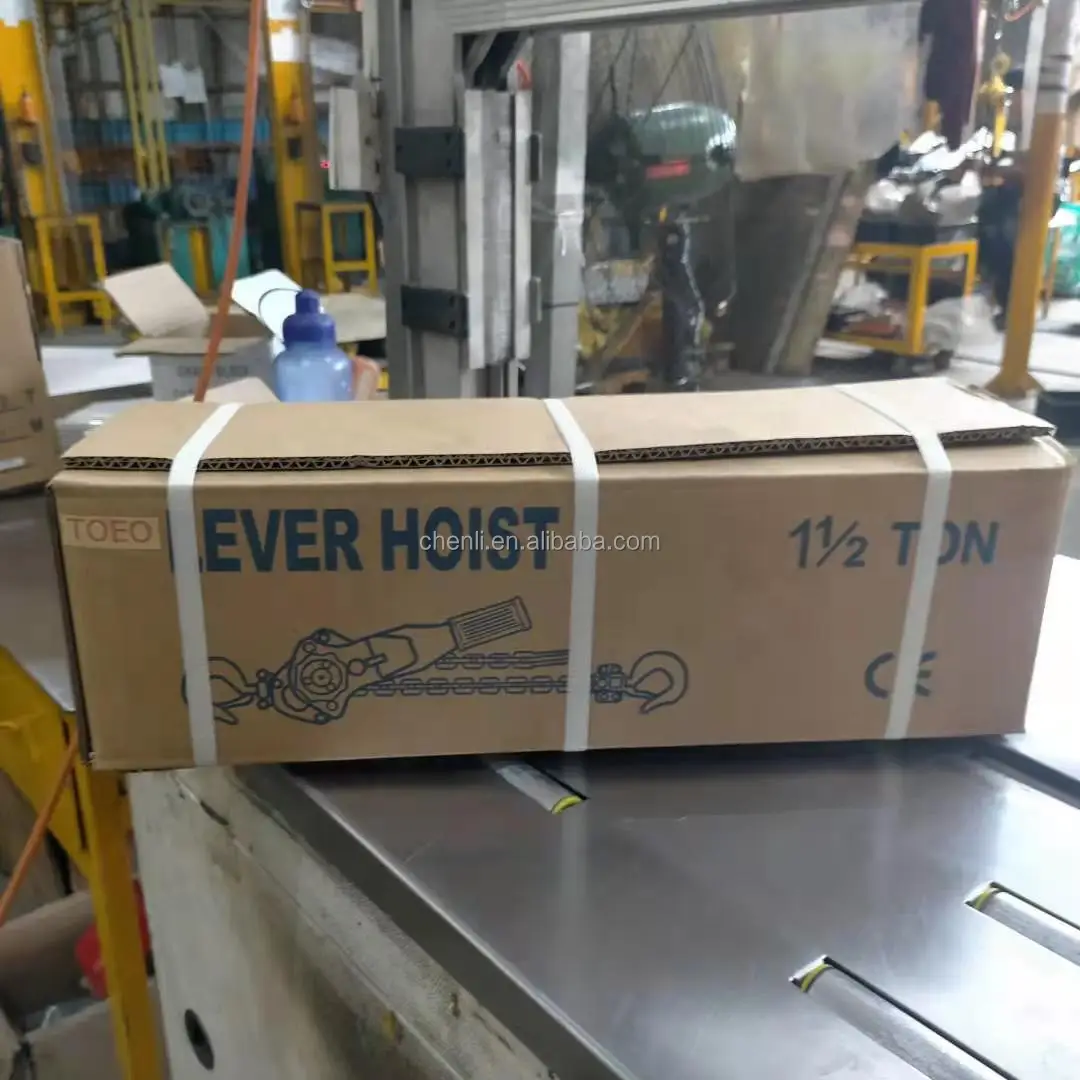 TOEO
LEVER HOIST
1½ TON
CE
chenli.en.alibaba.com